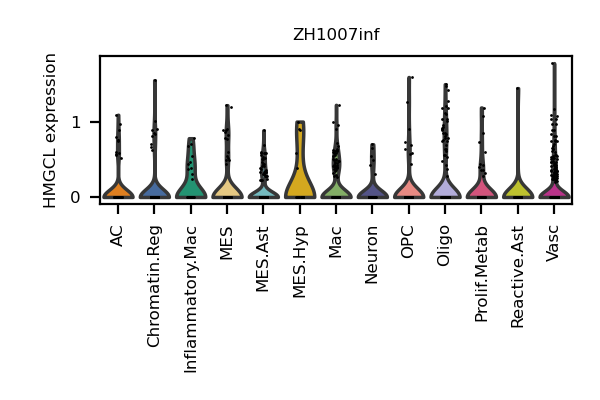 ZH1007inf
HMGCL expression
1
0
AC
Chromatin.Reg
Inflammatory.Mac
MES
MES.Ast
MES.Hyp
Mac
Neuron
OPC
Oligo
Prolif.Metab
Reactive.Ast
Vasc